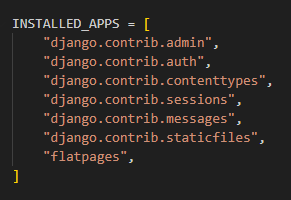 INSTALLED_APPS = [
    "django.contrib.admin",
    "django.contrib.auth",
    "django.contrib.contenttypes",
    "django.contrib.sessions",
    "django.contrib.messages",
    "django.contrib.staticfiles",
    "flatpages",
]